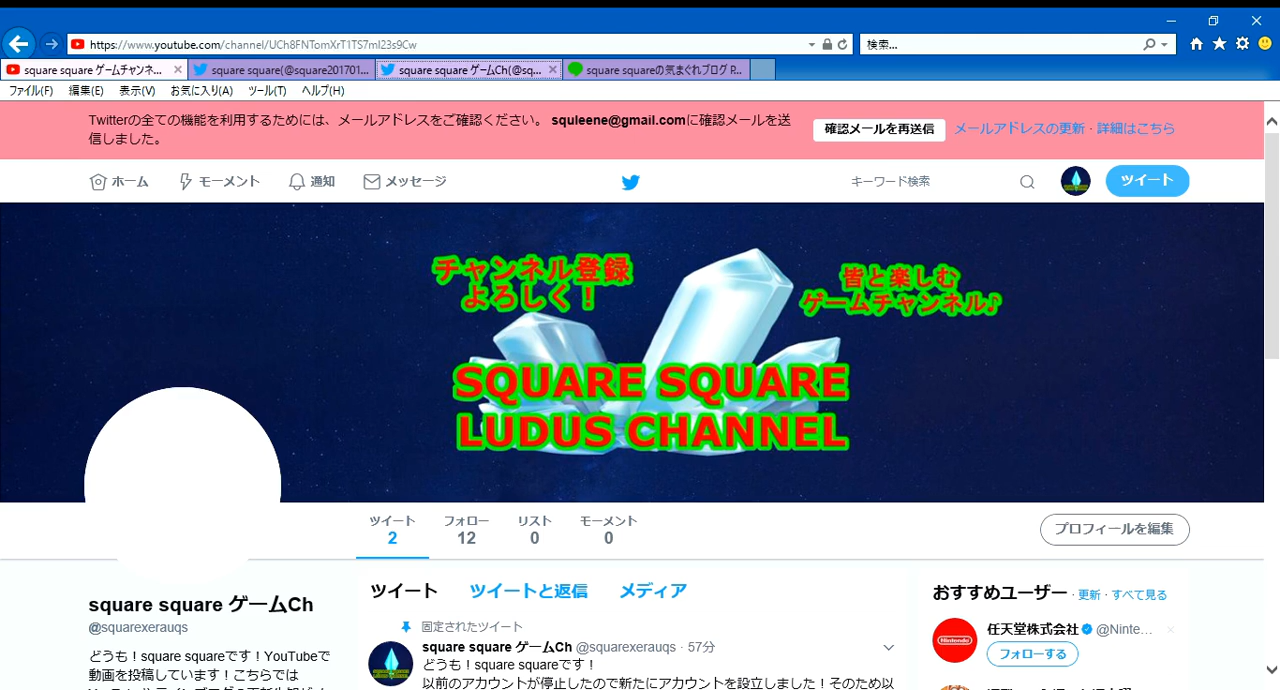 https://www.youtube.com/channel/UCh8FNTomXrT1TS7mI23s9Cw
検索...
square square ゲームチャンネ...
square square(@square201701...
square square ゲームCh(@sq...
square squareの気まぐれブログ P...
ファイル(F) 編集(E) 表示(V) お気に入り(A) ツール(T) ヘルプ(H)
Twitterの全ての機能を利用するためには、メールアドレスをご確認ください。 squleene@gmail.comに確認メールを送
信しました。
確認メールを再送信
メールアドレスの更新 · 詳細はこちら
ホーム モーメント 通知 メッセージ
キーワード検索
ツイート
チャンネル登録
よろしく！
皆と楽しむ
ゲームチャンネル♪
SQUARE SQUARE
LUDUS CHANNEL
ツイート フォロー リスト モーメント
2 12 0 0
プロフィールを編集
square square ゲームCh
@squarexerauqs
どうも！square squareです！YouTubeで
動画を投稿しています！こちらでは
ツイート ツイートと返信 メディア
固定されたツイート
square square ゲームCh @squarexerauqs · 57分
どうも！square squareです！
以前のアカウントが停止したので新たにアカウントを設立しました！そのため以
おすすめユーザー · 更新 · すべて見る
Nintendo
任天堂株式会社 @Ninte...
フォローする